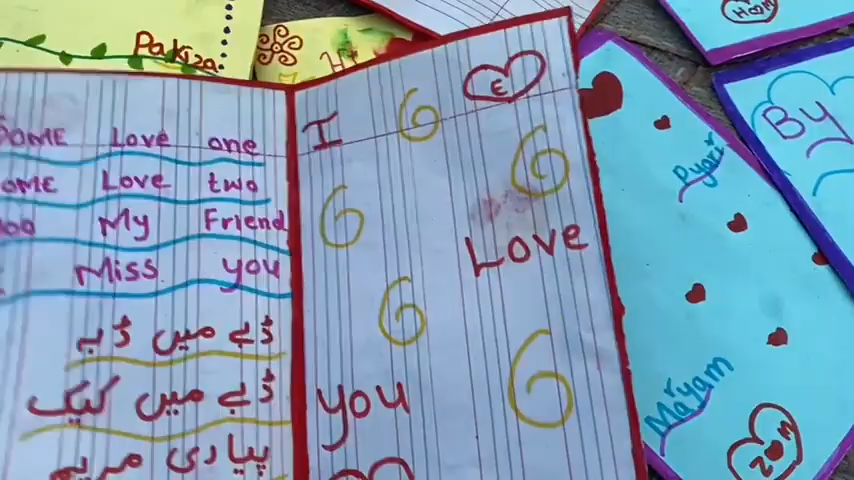 Pakiza
SOME Love one
SOME Love two
My Friend
Miss you
ڈبے میں ڈبہ
ڈبے میں کیک
پیاری مریم
I 6 E
6
6
Love
6
you
6
H M
By
Pyari
Maryam
Z M